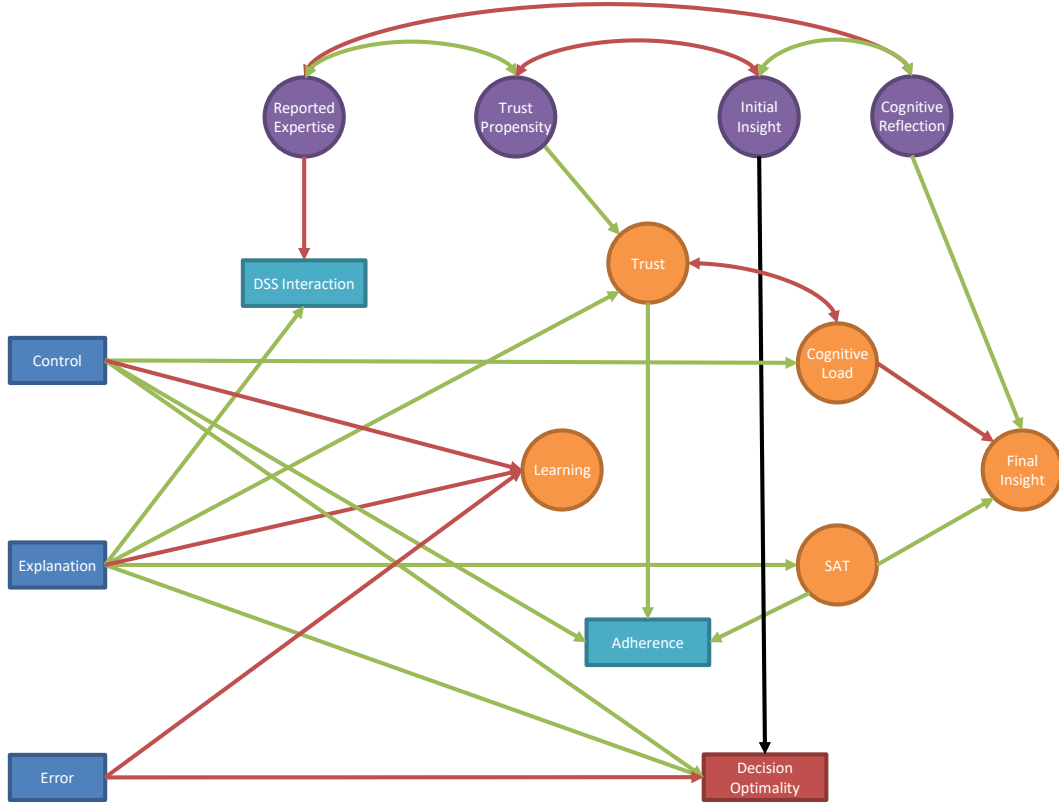 Reported
Expertise
Trust
Propensity
Initial
Insight
Cognitive
Reflection
Trust
DSS Interaction
Control
Cognitive
Load
Learning
Final
Insight
Explanation
SAT
Adherence
Error
Decision
Optimality